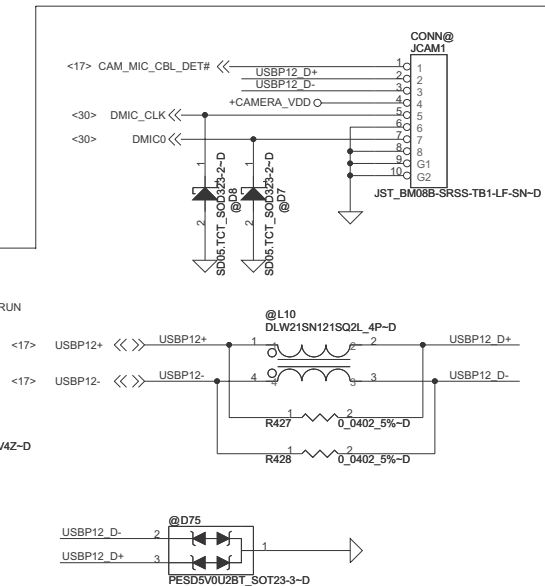 CONN@
JCAM1
<17> CAM_MIC_CBL_DET# 1 1
USBP12_D+ 2 2
USBP12_D- 3 3
+CAMERA_VDD 4 4
<30> DMIC_CLK 5 5
6 6
<30> DMIC0 7 7
8 8
9 G1
10 G2
JST_BM08B-SRSS-TB1-LF-SN~D
1 1
2 2
SD05.TCT_SOD323-2~D
@D8
SD05.TCT_SOD323-2~D
@D7
RUN
@L10
DLW21SN121SQ2L_4P~D
<17> USBP12+ USBP12+ 1 1 2 2 USBP12_D+
<17> USBP12- USBP12- 4 4 3 3 USBP12_D-
1 2
R427 0_0402_5%~D
1 2
R428 0_0402_5%~D
V4Z~D
@D75
USBP12_D- 2
1
USBP12_D+ 3
PESD5V0U2BT_SOT23-3~D